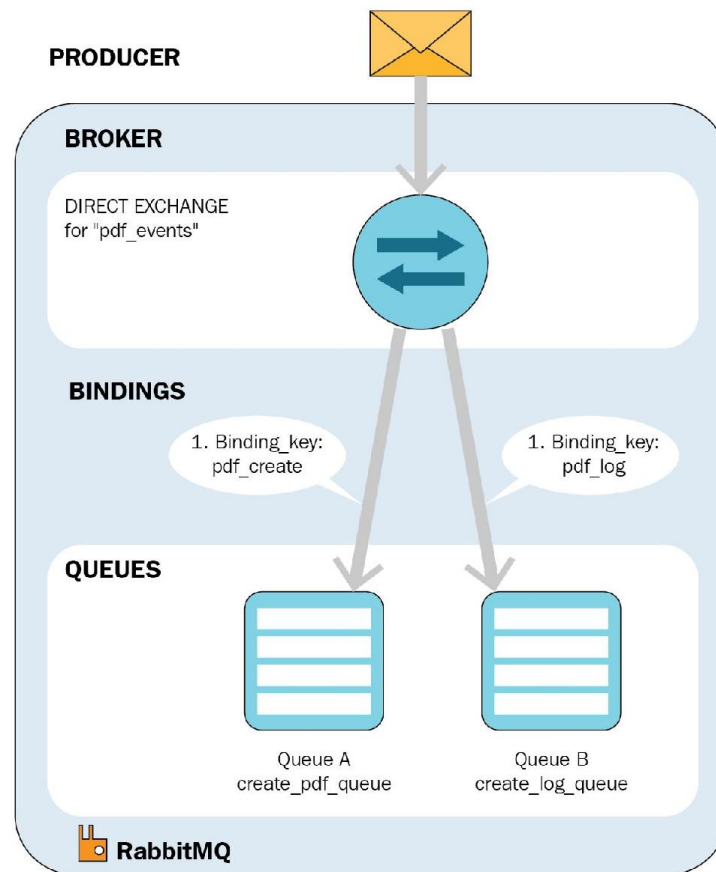 PRODUCER
BROKER
DIRECT EXCHANGE
for "pdf_events"
BINDINGS
1. Binding_key:
pdf_create
1. Binding_key:
pdf_log
QUEUES
Queue A
create_pdf_queue
Queue B
create_log_queue
RabbitMQ